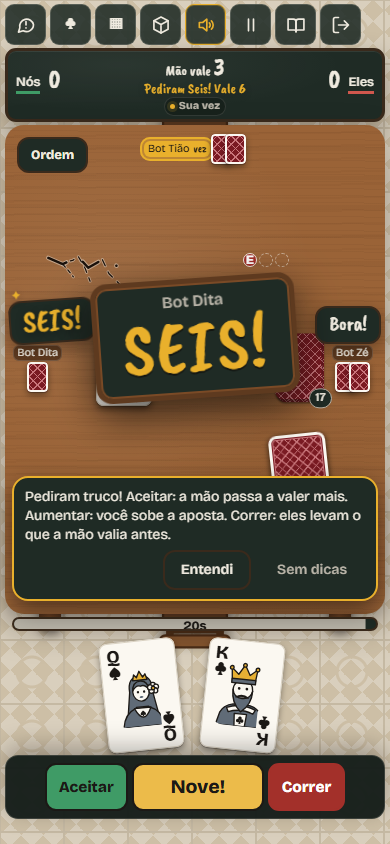 Mão vale 3
Nós 0
0 Eles
Pediram Seis! Vale 6
Sua vez
Ordem
Bot Tião vez
E
SEIS!
Bot Dita
SEIS!
Bora!
Bot Dita
Bot Zé
17
Pediram truco! Aceitar: a mão passa a valer mais.
Aumentar: você sobe a aposta. Correr: eles levam o
que a mão valia antes.
Entendi
Sem dicas
20s
Q
Q
K
K
Aceitar
Nove!
Correr